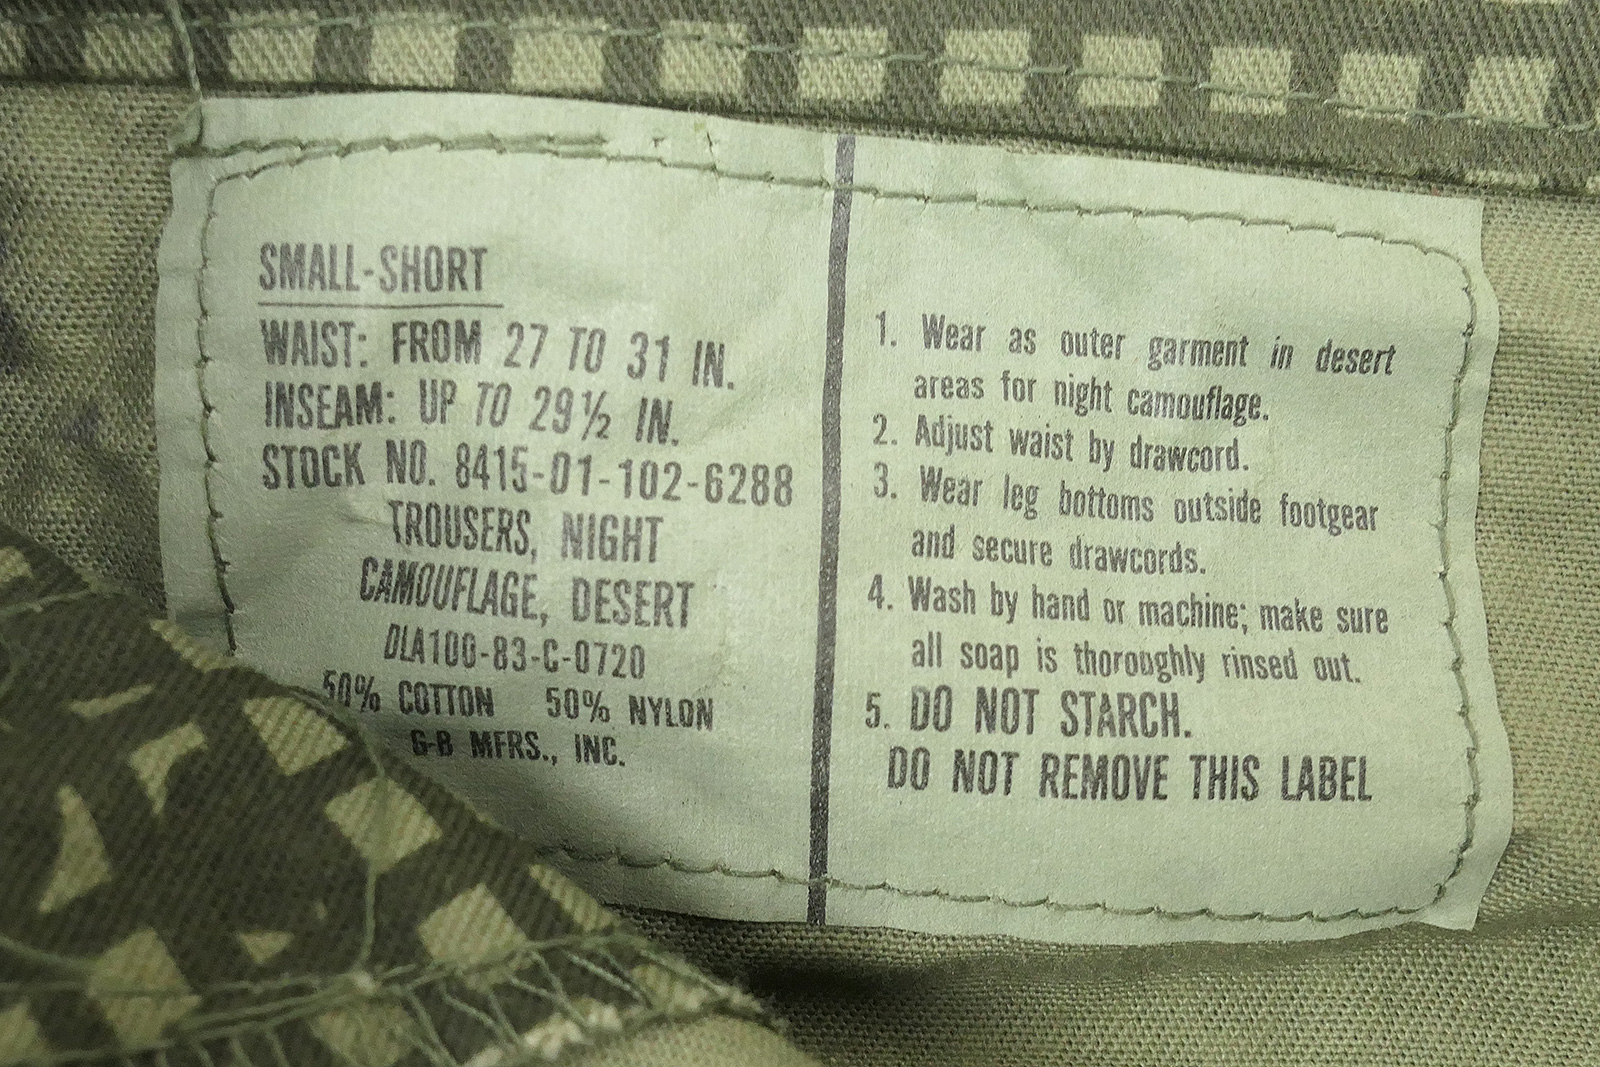 SMALL-SHORT
WAIST: FROM 27 TO 31 IN.
INSEAM: UP TO 29½ IN.
STOCK NO. 8415-01-102-6288
TROUSERS, NIGHT
CAMOUFLAGE, DESERT
DLA100-83-C-0720
50% COTTON 50% NYLON
G-B MFRS., INC.
1. Wear as outer garment in desert
areas for night camouflage.
2. Adjust waist by drawcord.
3. Wear leg bottoms outside footgear
and secure drawcords.
4. Wash by hand or machine; make sure
all soap is thoroughly rinsed out.
5. DO NOT STARCH.
DO NOT REMOVE THIS LABEL